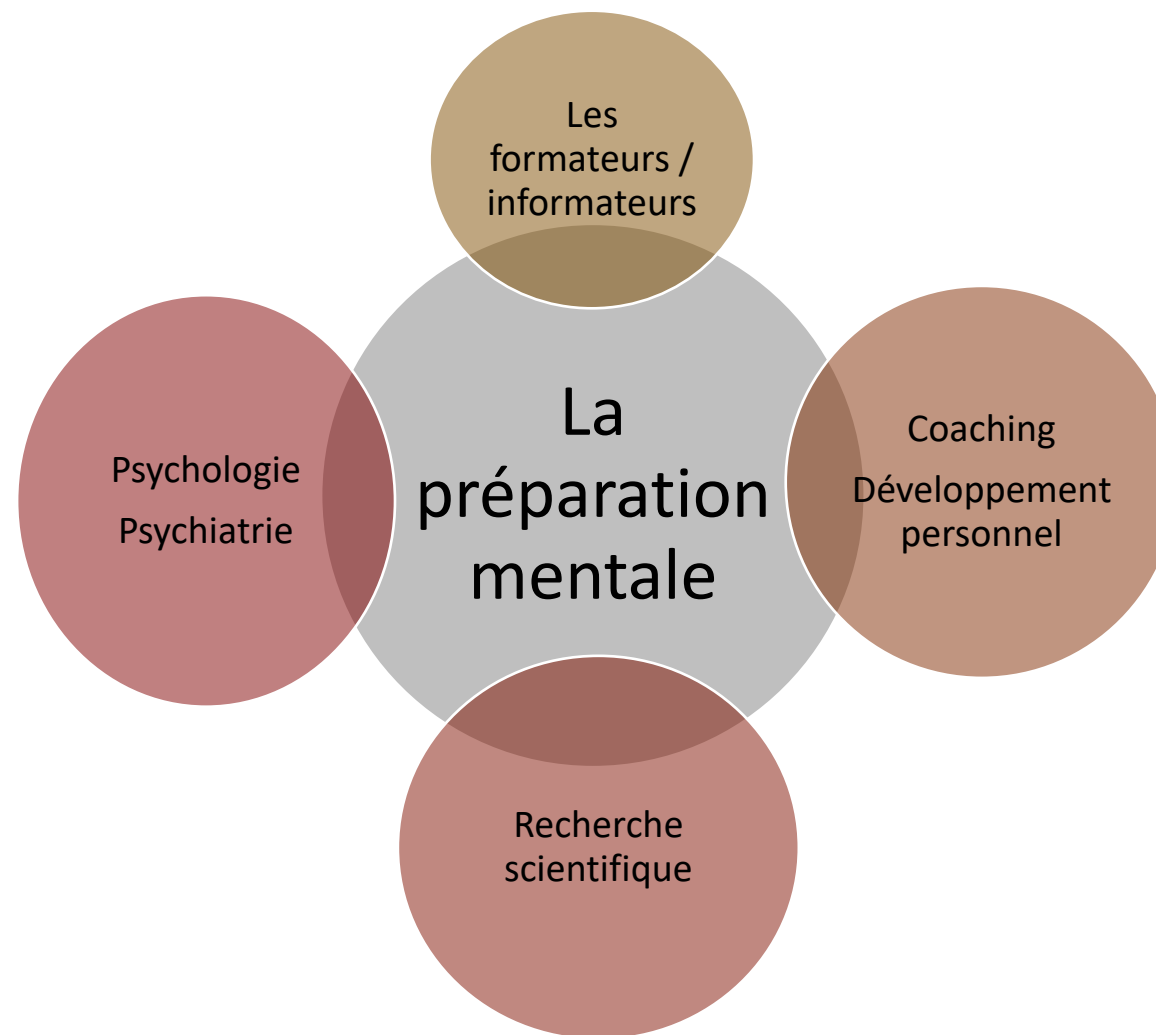 Les
formateurs /
informateurs
Psychologie
Psychiatrie
La
préparation
mentale
Coaching
Développement
personnel
Recherche
scientifique